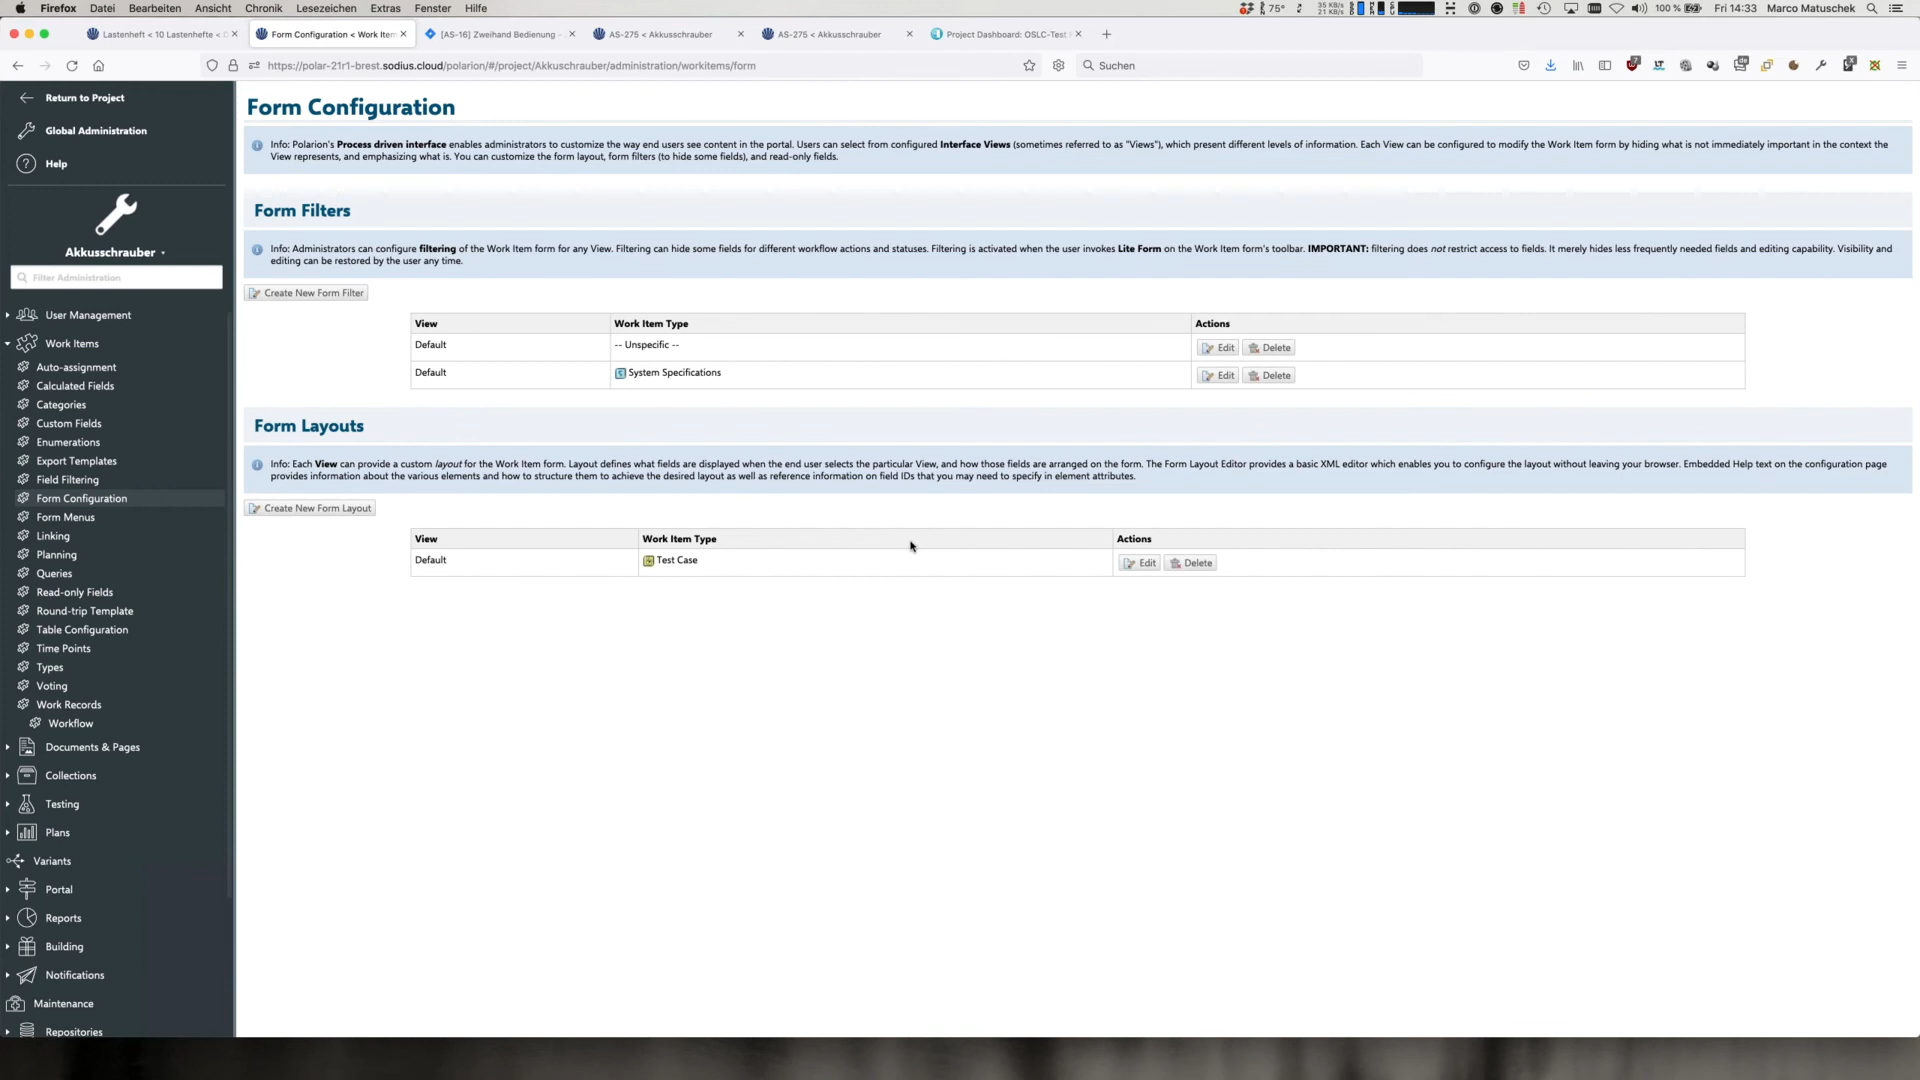 Firefox Datei Bearbeiten Ansicht Chronik Lesezeichen Extras Fenster Hilfe 75° 35 KB/s 21 KB/s 100 % Fri 14:33 Marco Matuschek
Lastenheft < 10 Lastenhefte < Form Configuration < Work Item [AS-16] Zweihand Bedienung - AS-275 < Akkusschrauber AS-275 < Akkusschrauber Project Dashboard: OSLC-Test
https://polar-21r1-brest.sodius.cloud/polarion/#/project/Akkuschrauber/administration/workitems/form Suchen
Return to Project
Global Administration
Help
Akkusschrauber
Filter Administration
User Management
Work Items
Auto-assignment
Calculated Fields
Categories
Custom Fields
Enumerations
Export Templates
Field Filtering
Form Configuration
Form Menus
Linking
Planning
Queries
Read-only Fields
Round-trip Template
Table Configuration
Time Points
Types
Voting
Work Records
Workflow
Documents & Pages
Collections
Testing
Plans
Variants
Portal
Reports
Building
Notifications
Maintenance
Repositories
Form Configuration
Info: Polarion's Process driven interface enables administrators to customize the way end users see content in the portal. Users can select from configured Interface Views (sometimes referred to as "Views"), which present different levels of information. Each View can be configured to modify the Work Item form by hiding what is not immediately important in the context the
View represents, and emphasizing what is. You can customize the form layout, form filters (to hide some fields), and read-only fields.
Form Filters
Info: Administrators can configure filtering of the Work Item form for any View. Filtering can hide some fields for different workflow actions and statuses. Filtering is activated when the user invokes Lite Form on the Work Item form's toolbar. IMPORTANT: filtering does not restrict access to fields. It merely hides less frequently needed fields and editing capability. Visibility and
editing can be restored by the user any time.
Create New Form Filter
View Work Item Type Actions
Default -- Unspecific -- Edit Delete
Default System Specifications Edit Delete
Form Layouts
Info: Each View can provide a custom layout for the Work Item form. Layout defines what fields are displayed when the end user selects the particular View, and how those fields are arranged on the form. The Form Layout Editor provides a basic XML editor which enables you to configure the layout without leaving your browser. Embedded Help text on the configuration page
provides information about the various elements and how to structure them to achieve the desired layout as well as reference information on field IDs that you may need to specify in element attributes.
Create New Form Layout
View Work Item Type Actions
Default Test Case Edit Delete